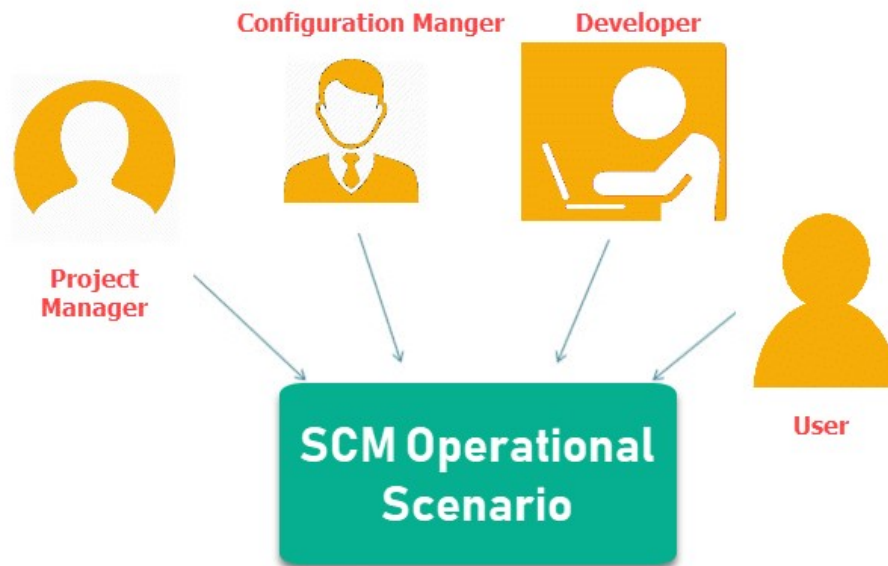 Configuration Manger
Developer
Project
Manager
User
SCM Operational
Scenario